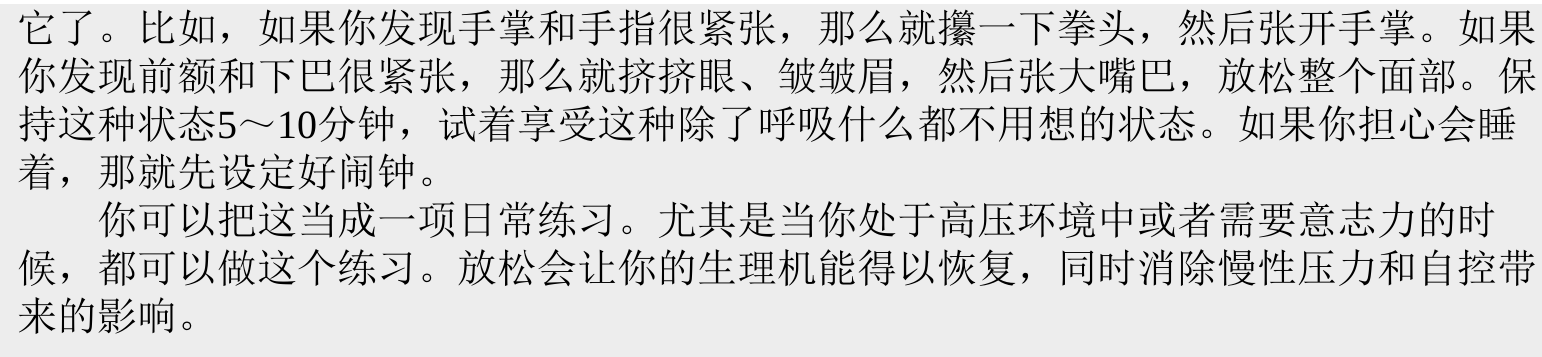 它了。比如，如果你发现手掌和手指很紧张，那么就攥一下拳头，然后张开手掌。如果
你发现前额和下巴很紧张，那么就挤挤眼、皱皱眉，然后张大嘴巴，放松整个面部。保
持这种状态5～10分钟，试着享受这种除了呼吸什么都不用想的状态。如果你担心会睡
着，那就先设定好闹钟。
你可以把这当成一项日常练习。尤其是当你处于高压环境中或者需要意志力的时
候，都可以做这个练习。放松会让你的生理机能得以恢复，同时消除慢性压力和自控带
来的影响。